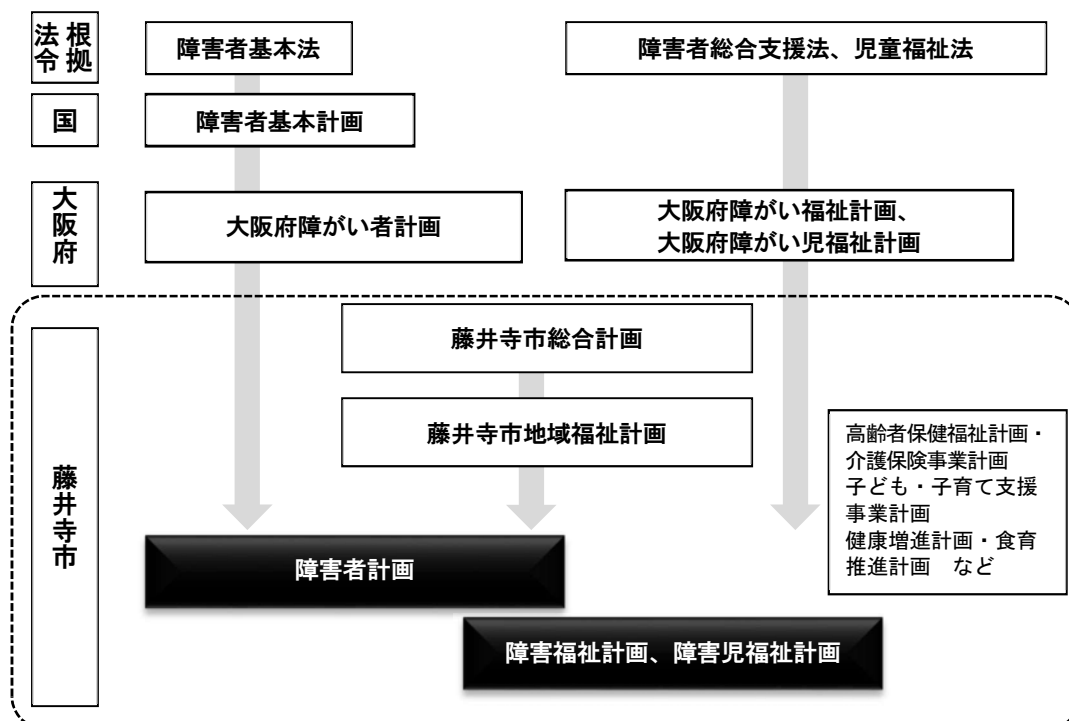 根拠法令
障害者基本法
障害者総合支援法、児童福祉法
国
障害者基本計画
大阪府
大阪府障がい者計画
大阪府障がい福祉計画、
大阪府障がい児福祉計画
藤井寺市
藤井寺市総合計画
藤井寺市地域福祉計画
高齢者保健福祉計画・
介護保険事業計画
子ども・子育て支援
事業計画
健康増進計画・食育
推進計画　など
障害者計画
障害福祉計画、障害児福祉計画